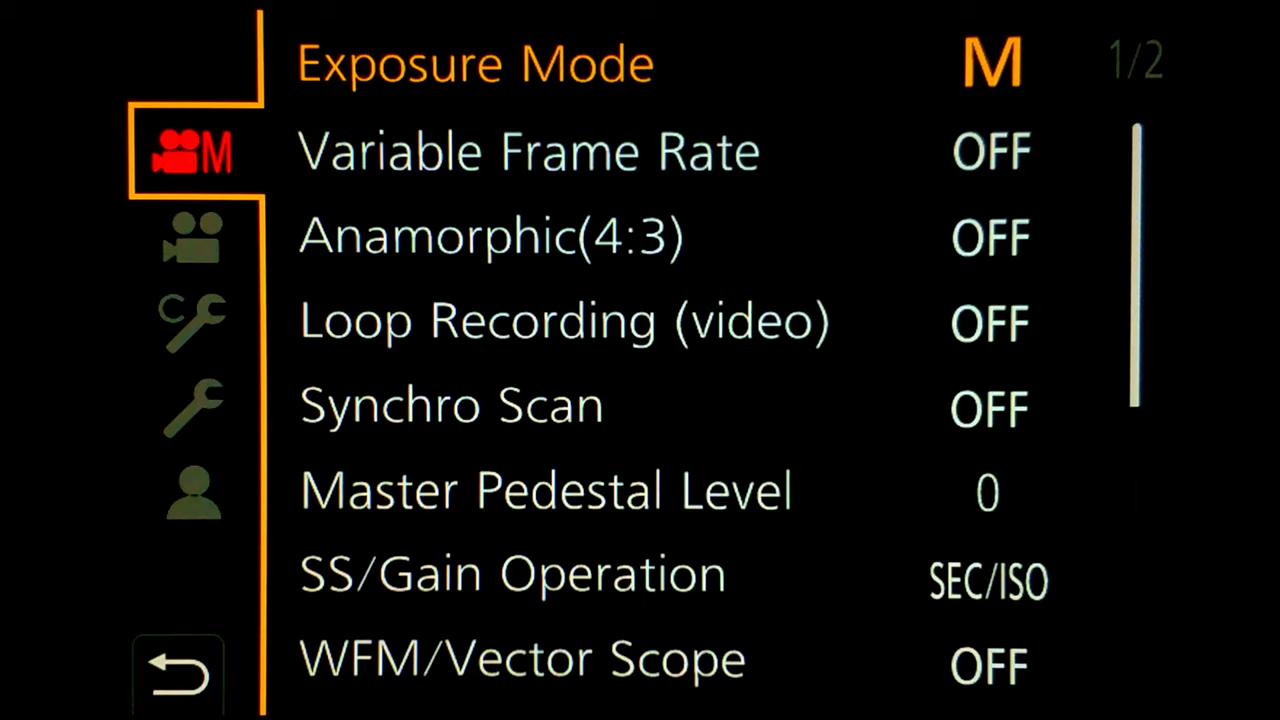 Exposure Mode M 1/2
M Variable Frame Rate OFF
Anamorphic(4:3) OFF
C Loop Recording (video) OFF
Synchro Scan OFF
Master Pedestal Level 0
SS/Gain Operation SEC/ISO
WFM/Vector Scope OFF